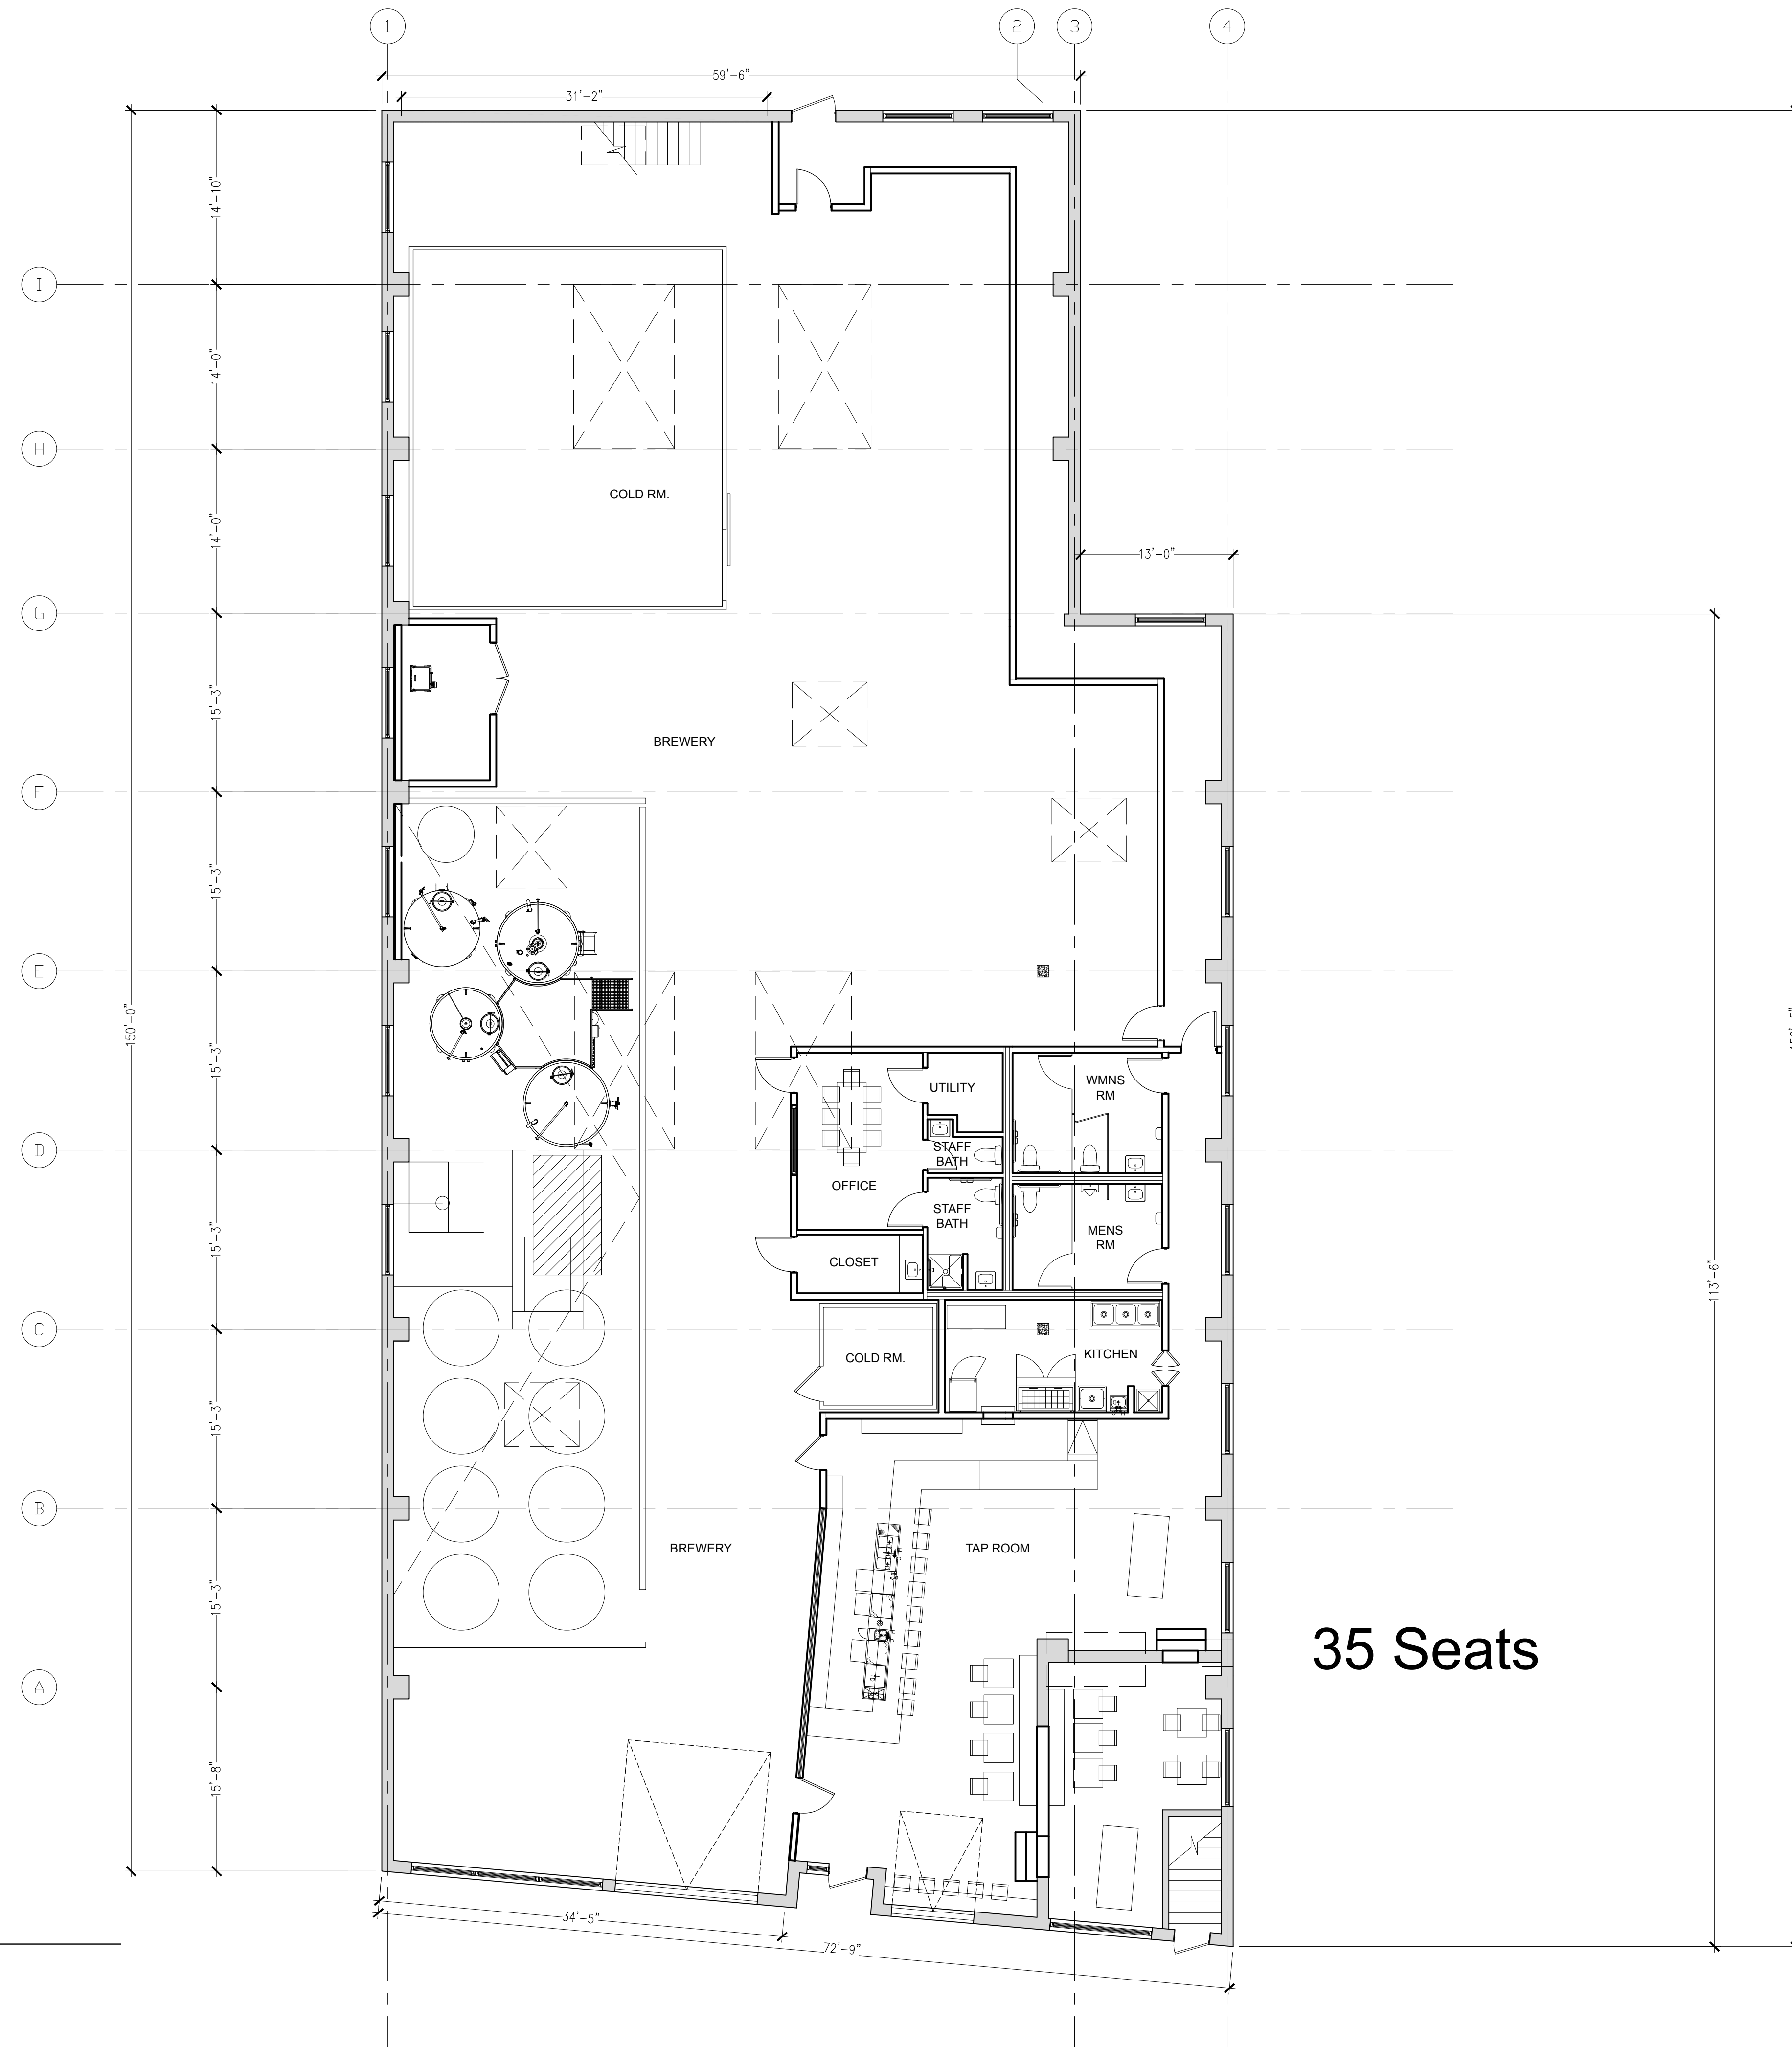 1
2
3
4
59'-6"
31'-2"
14'-10"
I
14'-0"
H
COLD RM.
14'-0"
13'-0"
G
15'-3"
BREWERY
F
15'-3"
E
150'-0"
15'-3"
UTILITY
WMNS
RM
D
STAFF
BATH
OFFICE
STAFF
BATH
MENS
RM
15'-3"
CLOSET
113'-6"
C
COLD RM.
KITCHEN
15'-3"
B
BREWERY
TAP ROOM
15'-3"
35 Seats
A
15'-8"
34'-5"
72'-9"